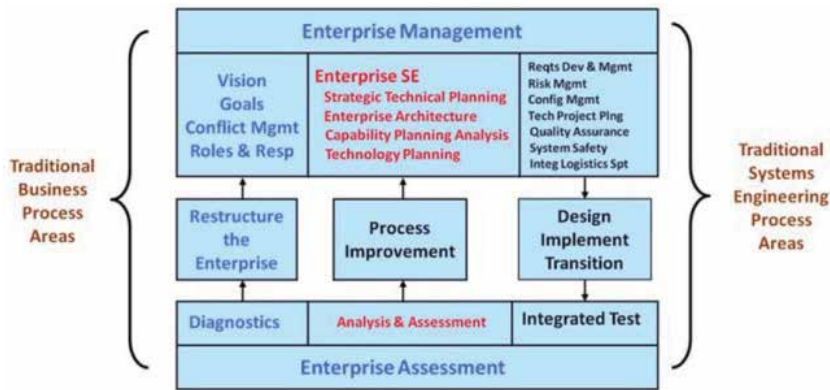 Enterprise Management
Vision
Goals
Conflict Mgmt
Roles & Resp
Enterprise SE
Strategic Technical Planning
Enterprise Architecture
Capability Planning Analysis
Technology Planning
Reqts Dev & Mgmt
Risk Mgmt
Config Mgmt
Tech Project Plng
Quality Assurance
System Safety
Integ Logistics Spt
Traditional
Business
Process
Areas
Traditional
Systems
Engineering
Process
Areas
Restructure
the
Enterprise
Process
Improvement
Design
Implement
Transition
Diagnostics
Analysis & Assessment
Integrated Test
Enterprise Assessment